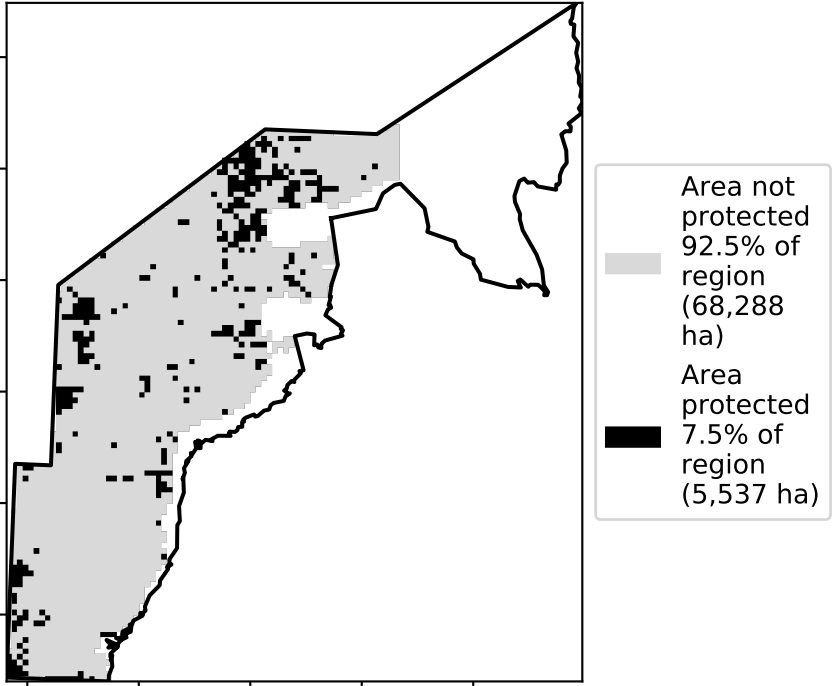 Area not
protected
92.5% of
region
(68,288
ha)
Area
protected
7.5% of
region
(5,537 ha)